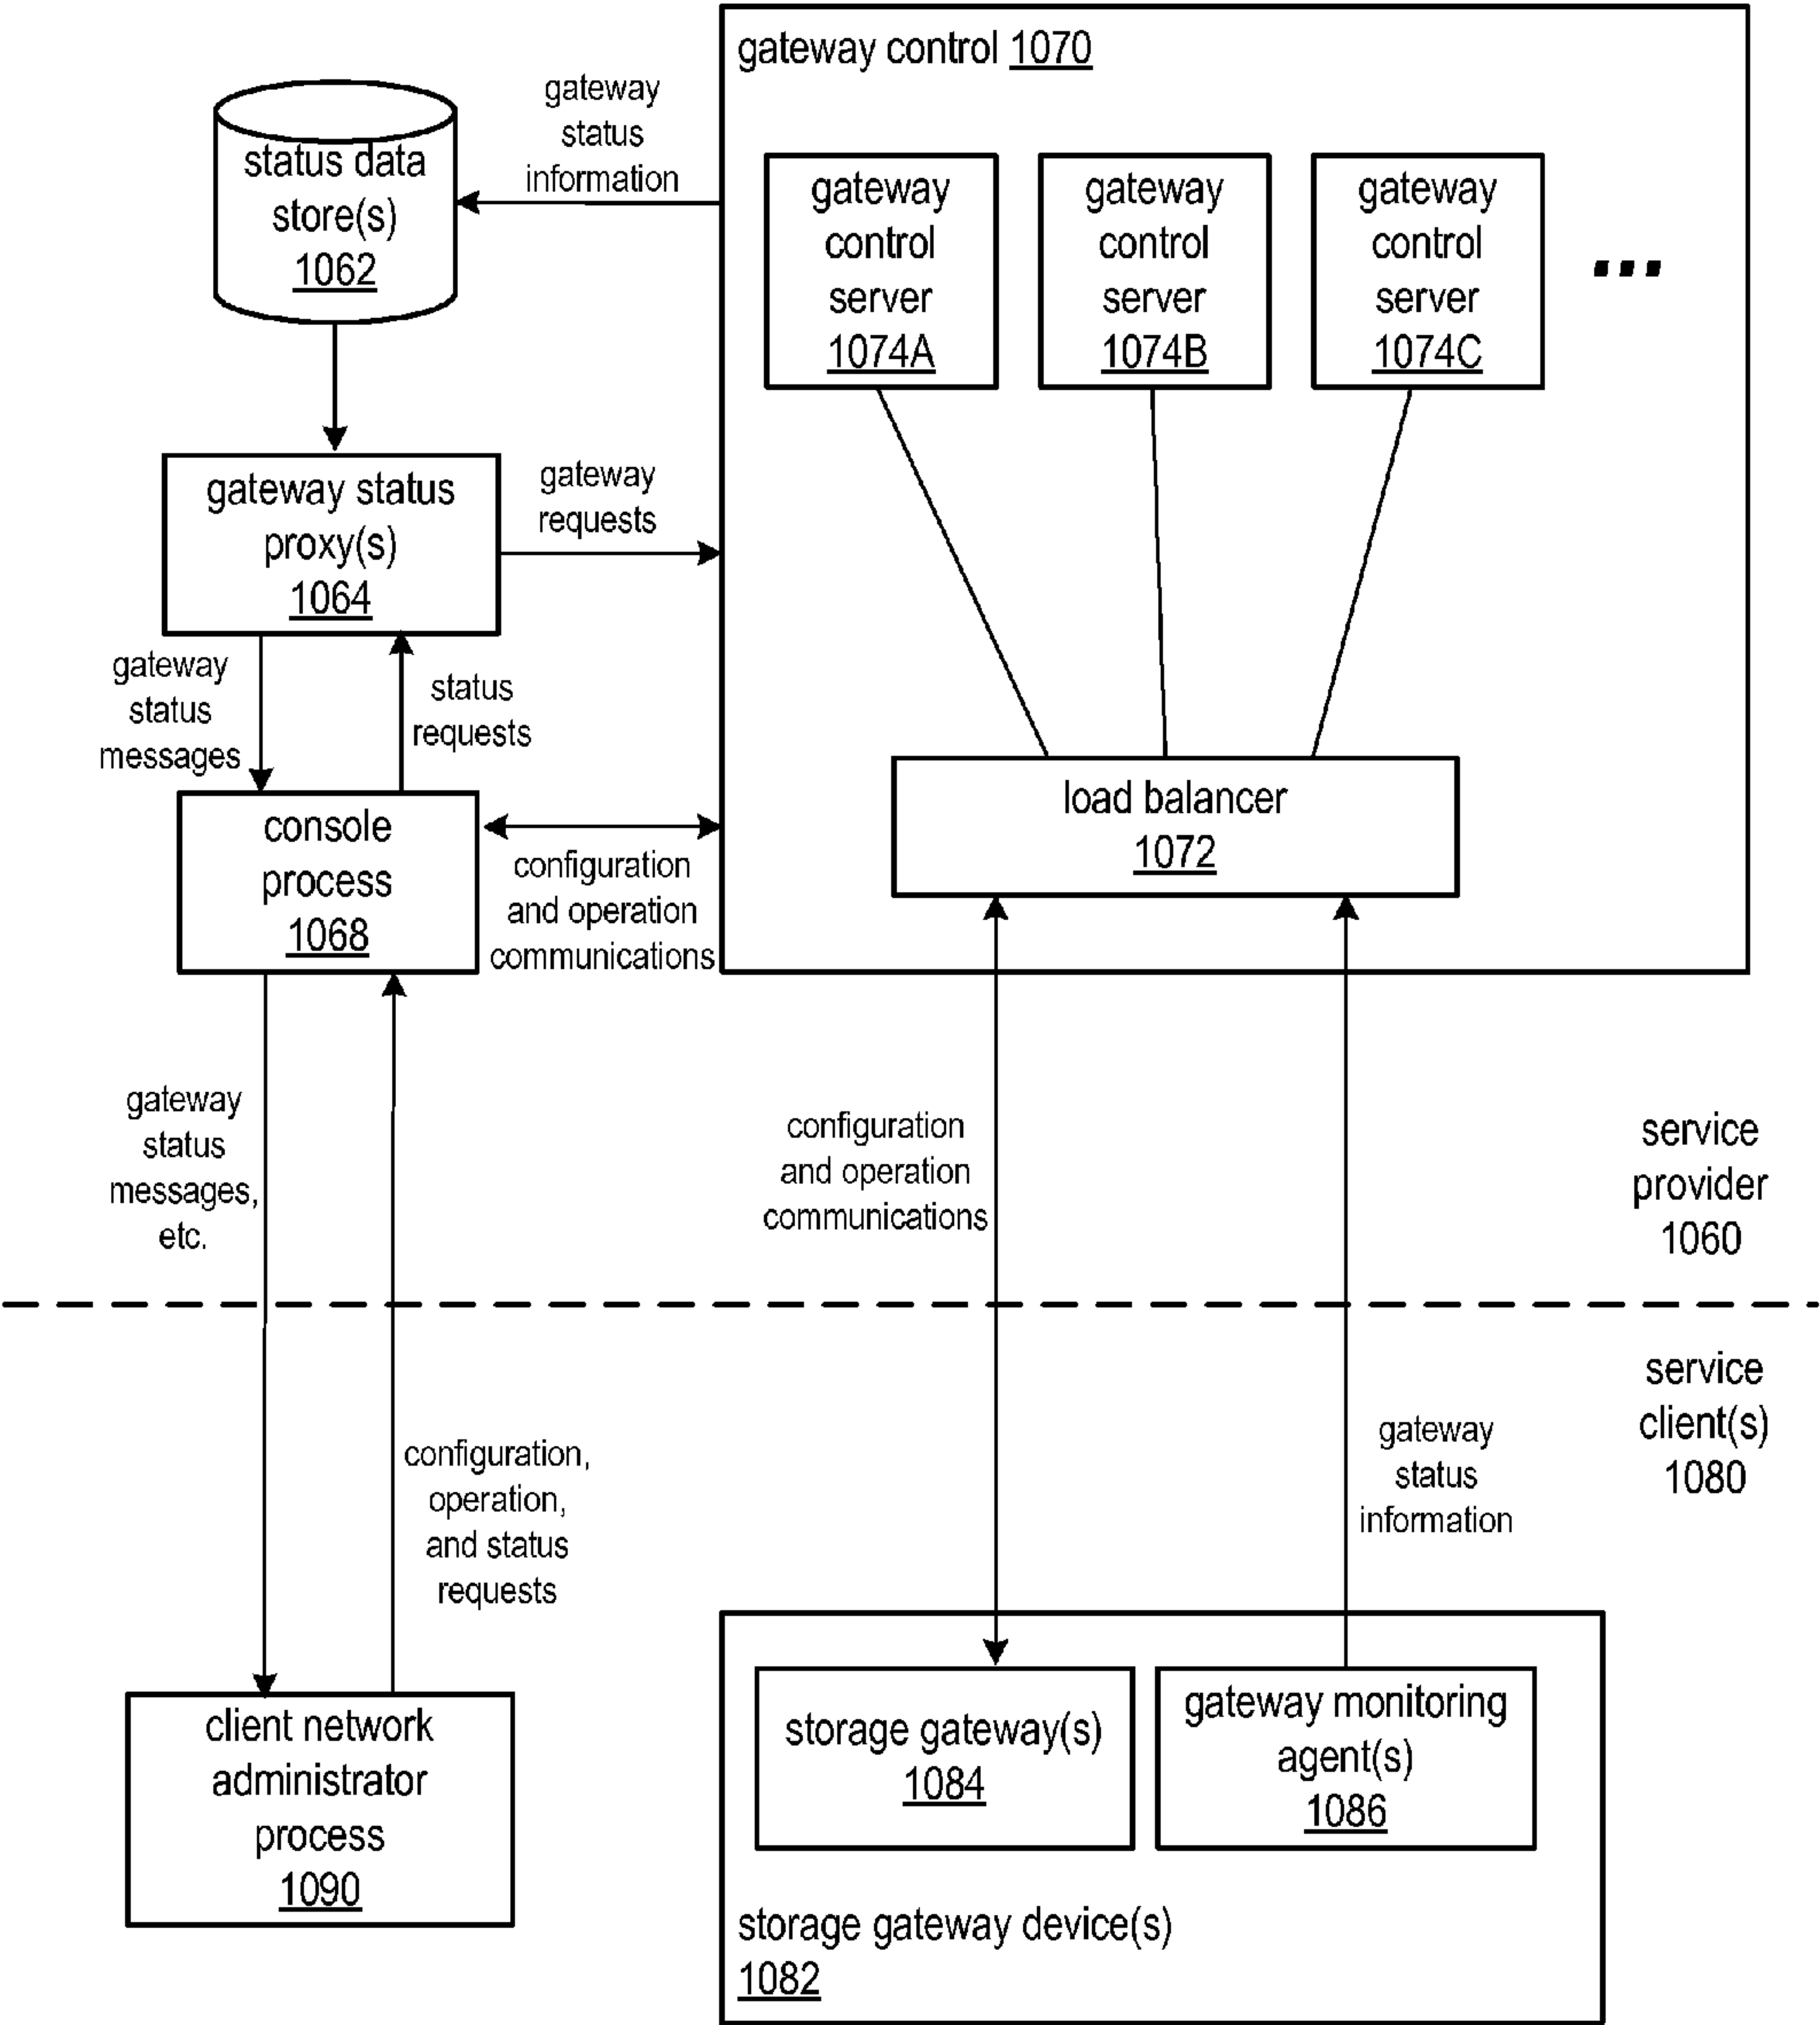 gateway control 1070
gateway
status
information
status data
store(s)
1062
gateway
control
server
1074A
gateway
control
server
1074B
gateway
control
server
1074C
...
gateway status
proxy(s)
1064
gateway
requests
gateway
status
messages
status
requests
console
process
1068
configuration
and operation
communications
load balancer
1072
gateway
status
messages,
etc.
configuration
and operation
communications
service
provider
1060
service
client(s)
1080
configuration,
operation,
and status
requests
gateway
status
information
client network
administrator
process
1090
storage gateway(s)
1084
gateway monitoring
agent(s)
1086
storage gateway device(s)
1082